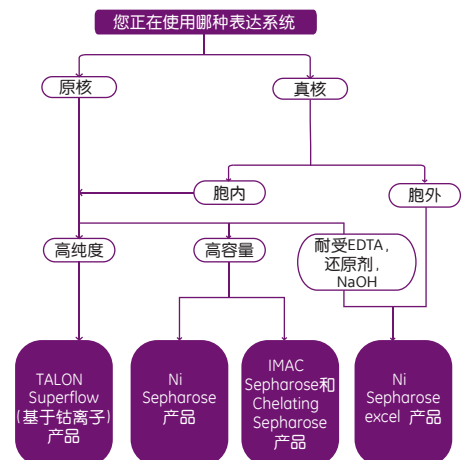 您正在使用哪种表达系统
原核
真核
胞内
胞外
高纯度
高容量
耐受EDTA，
还原剂，
NaOH
TALON
Superflow
(基于钴离子)
产品
Ni
Sepharose
产品
IMAC
Sepharose和
Chelating
Sepharose
产品
Ni
Sepharose
excel 产品